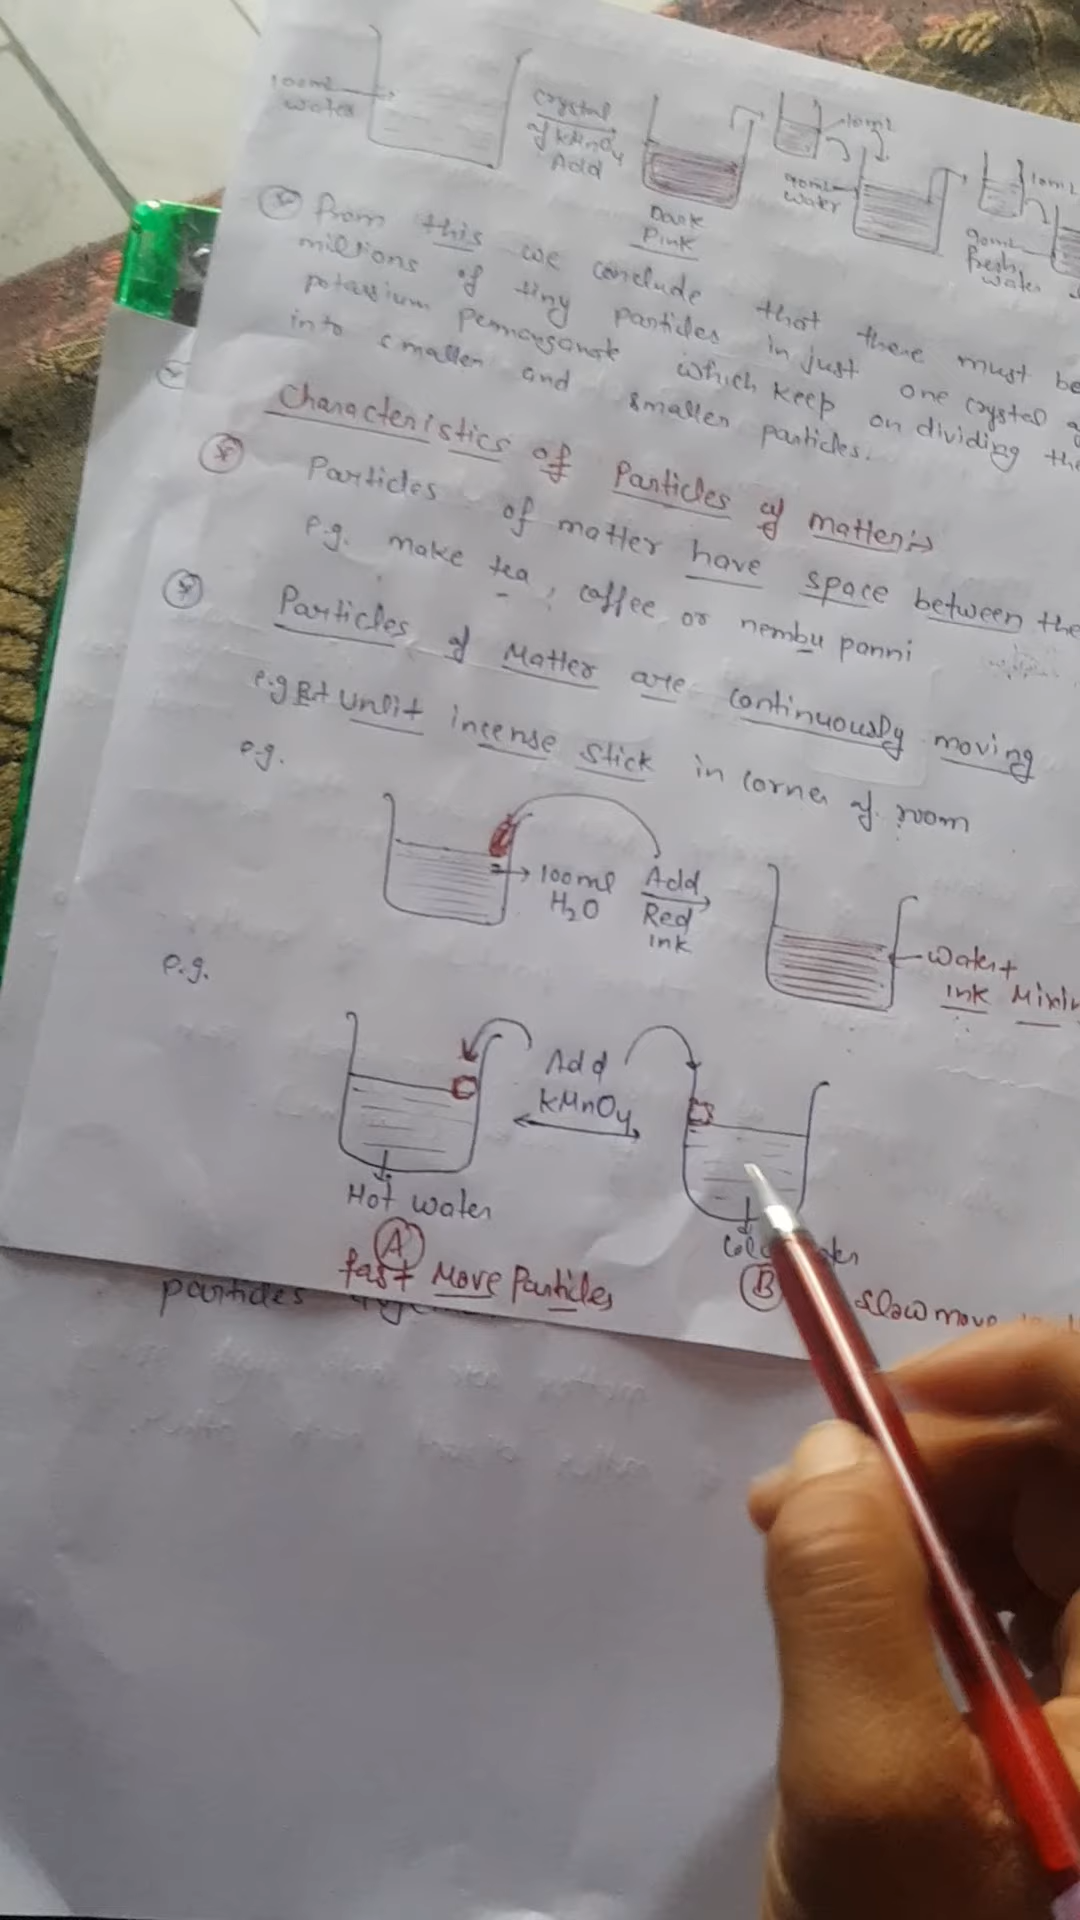 100ml water
Crystal of KMnO4 Add
Dark Pink
10ml
90ml water
10ml
90ml fresh water
From this we conclude that there must be
millions of tiny particles in just one crystal of
potassium permanganate which keep on dividing the
into smaller and smaller particles.
Characteristics of Particles of matter:→
Particles of matter have space between the
e.g. make tea, coffee or nembu panni
Particles of Matter are continuously moving
e.g Unlit incense stick in corner of room
e.g.
100ml H2O
Add Red ink
Water+ ink Mixin
e.g.
Add KMnO4
Hot water
A
fast Move Particles
B
Slow move
particles